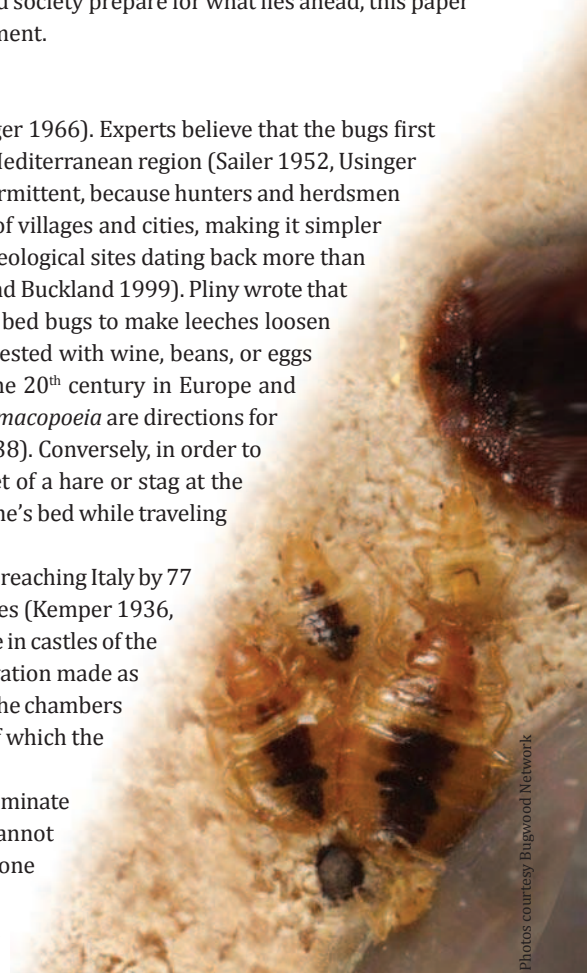 d society prepare for what lies ahead, this paper
ment.
ger 1966). Experts believe that the bugs first
Mediterranean region (Sailer 1952, Usinger
ermittent, because hunters and herdsmen
of villages and cities, making it simpler
eological sites dating back more than
nd Buckland 1999). Pliny wrote that
bed bugs to make leeches loosen
ested with wine, beans, or eggs
he 20th century in Europe and
macopoeia are directions for
38). Conversely, in order to
et of a hare or stag at the
ne’s bed while traveling
reaching Italy by 77
es (Kemper 1936,
e in castles of the
vation made as
he chambers
f which the
minate
annot
one
Photos courtesy Bugwood Network